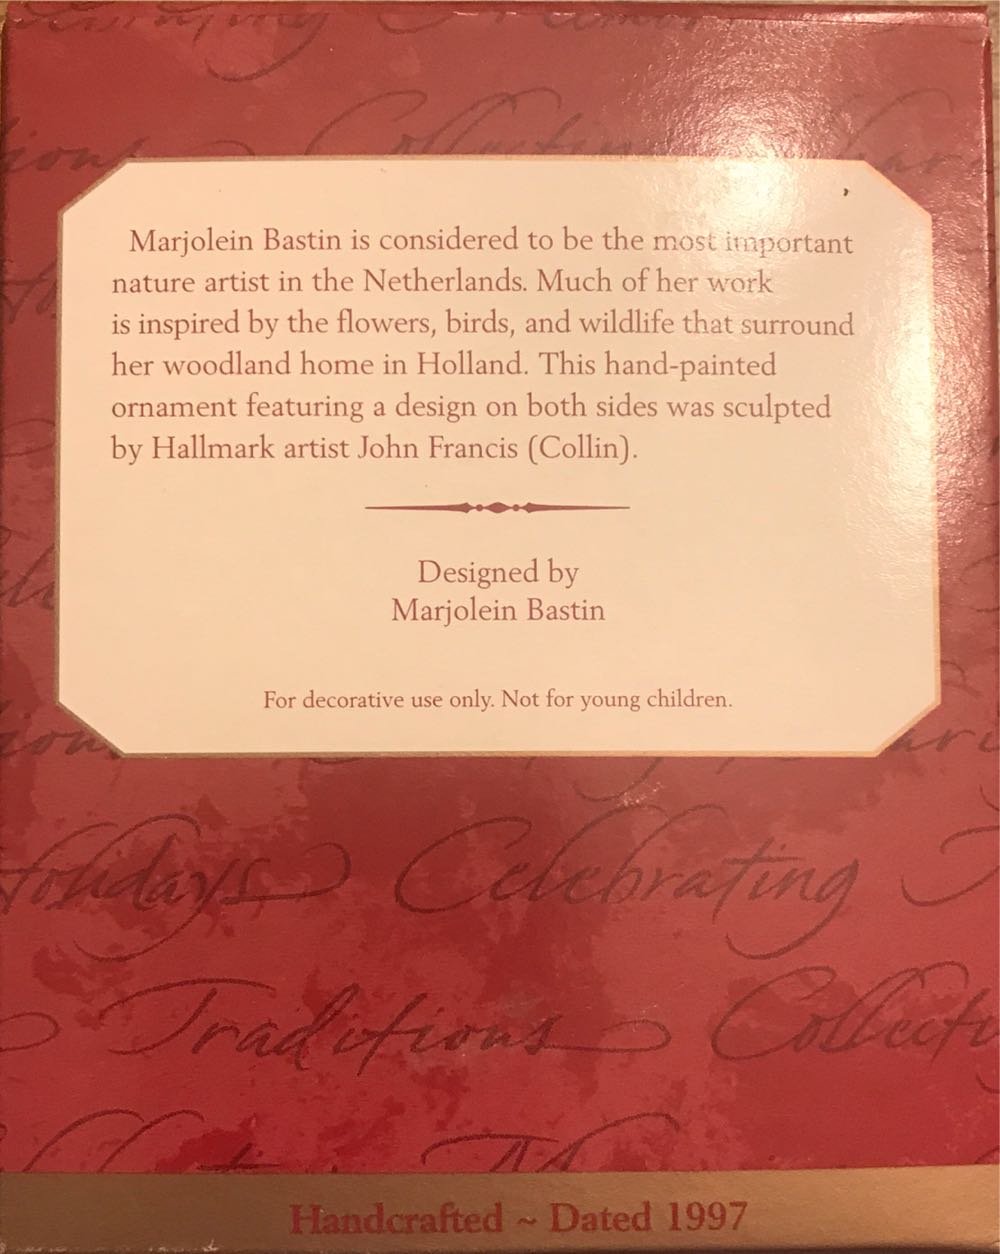 Collecting
Marjolein Bastin is considered to be the most important
nature artist in the Netherlands. Much of her work
is inspired by the flowers, birds, and wildlife that surround
her woodland home in Holland. This hand-painted
ornament featuring a design on both sides was sculpted
by Hallmark artist John Francis (Collin).
Designed by
Marjolein Bastin
For decorative use only. Not for young children.
Holidays Celebrating
Traditions Collecti
Handcrafted ~ Dated 1997